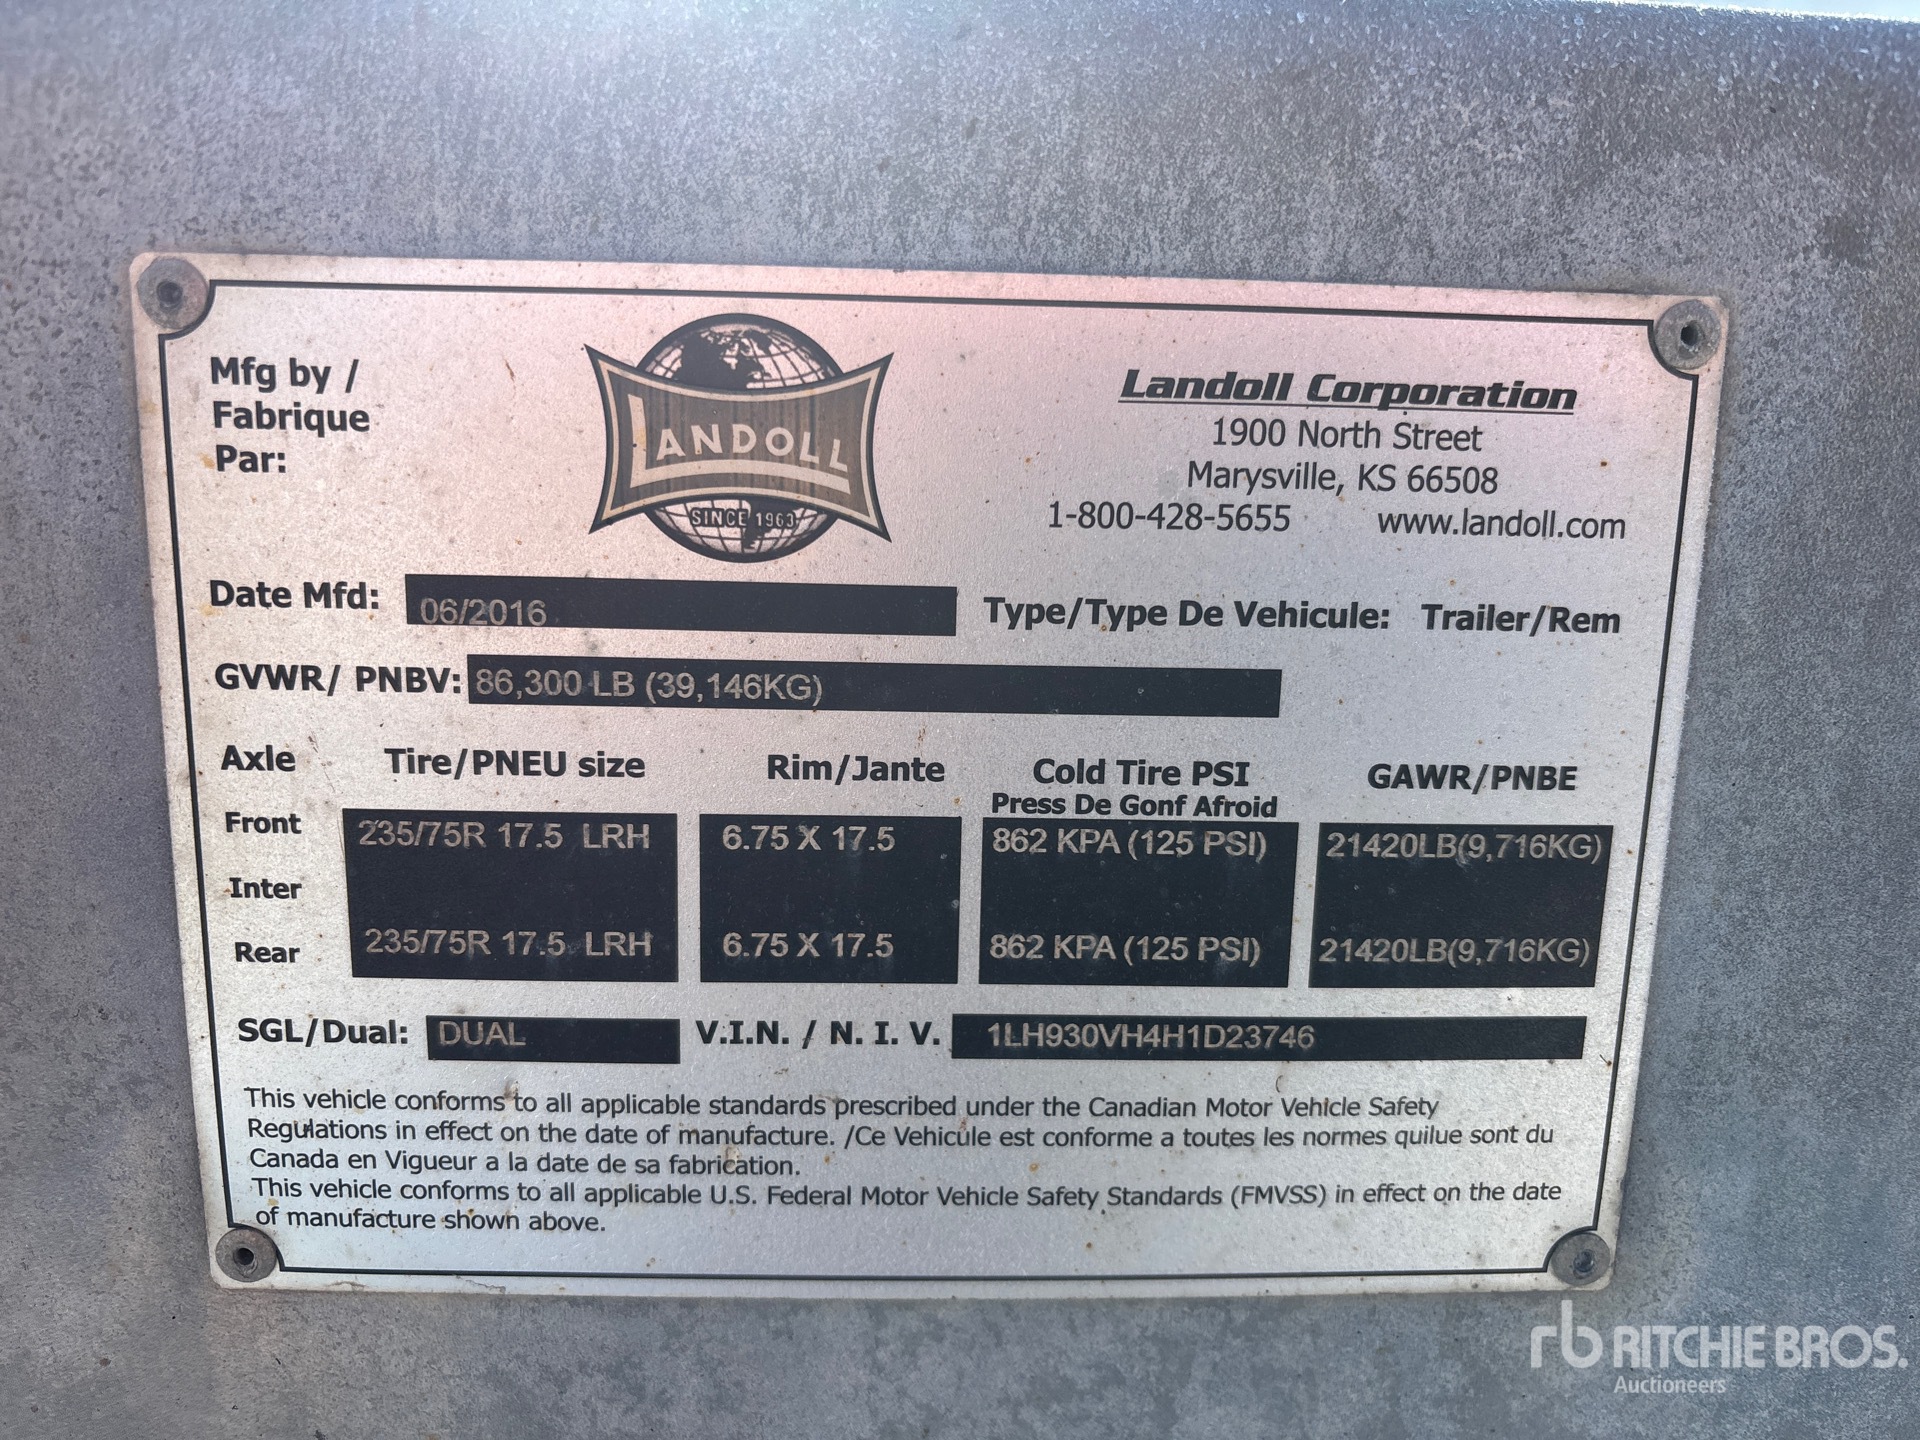 Mfg by /
Fabrique
Par:
LANDOLL
SINCE 1963
Landoll Corporation
1900 North Street
Marysville, KS 66508
1-800-428-5655 www.landoll.com
Date Mfd: 06/2016 Type/Type De Vehicule: Trailer/Rem
GVWR/ PNBV: 86,300 LB (39,146KG)
Axle Tire/PNEU size Rim/Jante Cold Tire PSI GAWR/PNBE
Press De Gonf Afroid
Front 235/75R 17.5 LRH 6.75 X 17.5 862 KPA (125 PSI) 21420LB(9,716KG)
Inter
Rear 235/75R 17.5 LRH 6.75 X 17.5 862 KPA (125 PSI) 21420LB(9,716KG)
SGL/Dual: DUAL V.I.N. / N. I. V. 1LH930VH4H1D23746
This vehicle conforms to all applicable standards prescribed under the Canadian Motor Vehicle Safety
Regulations in effect on the date of manufacture. /Ce Vehicule est conforme a toutes les normes quilue sont du
Canada en Vigueur a la date de sa fabrication.
This vehicle conforms to all applicable U.S. Federal Motor Vehicle Safety Standards (FMVSS) in effect on the date
of manufacture shown above.
rb RITCHIE BROS.
Auctioneers